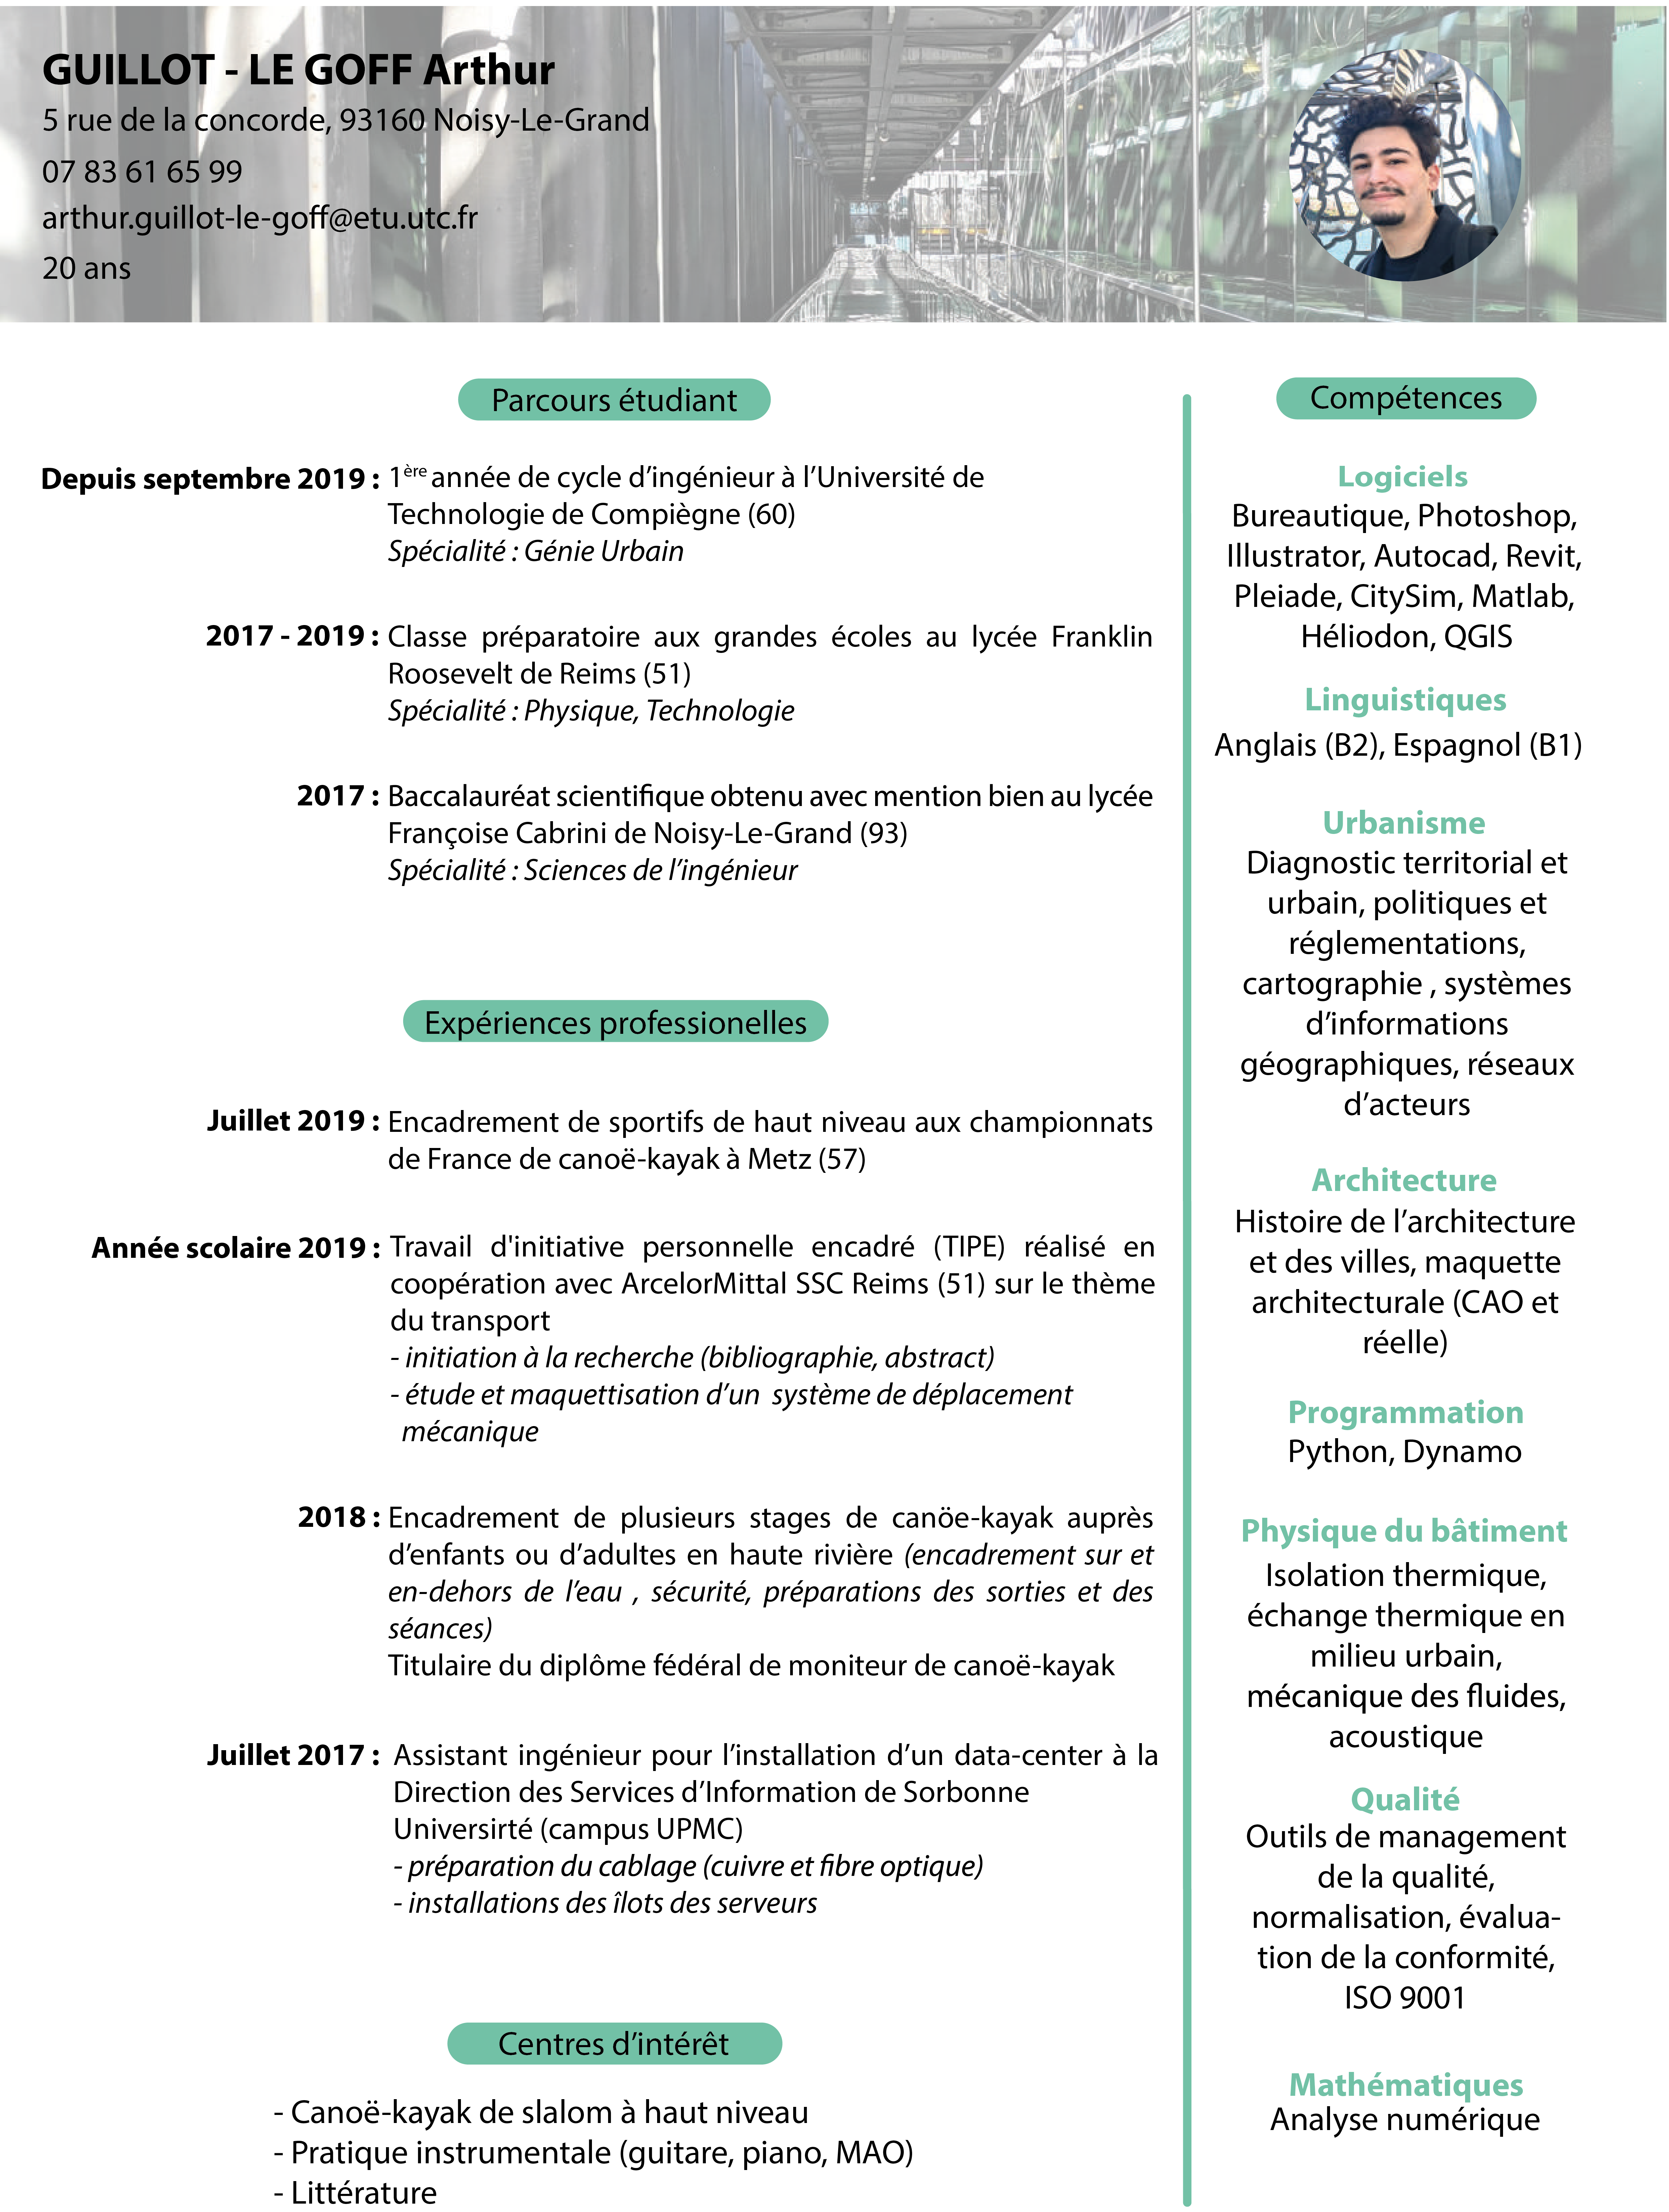 GUILLOT - LE GOFF Arthur
5 rue de la concorde, 93160 Noisy-Le-Grand
07 83 61 65 99
arthur.guillot-le-goff@etu.utc.fr
20 ans
Parcours étudiant
Depuis septembre 2019 : 1ère année de cycle d’ingénieur à l’Université de
Technologie de Compiègne (60)
Spécialité : Génie Urbain
2017 - 2019 : Classe préparatoire aux grandes écoles au lycée Franklin
Roosevelt de Reims (51)
Spécialité : Physique, Technologie
2017 : Baccalauréat scientifique obtenu avec mention bien au lycée
Françoise Cabrini de Noisy-Le-Grand (93)
Spécialité : Sciences de l’ingénieur
Expériences professionelles
Juillet 2019 : Encadrement de sportifs de haut niveau aux championnats
de France de canoë-kayak à Metz (57)
Année scolaire 2019 : Travail d'initiative personnelle encadré (TIPE) réalisé en
coopération avec ArcelorMittal SSC Reims (51) sur le thème
du transport
- initiation à la recherche (bibliographie, abstract)
- étude et maquettisation d’un système de déplacement
mécanique
2018 : Encadrement de plusieurs stages de canöe-kayak auprès
d’enfants ou d’adultes en haute rivière (encadrement sur et
en-dehors de l’eau , sécurité, préparations des sorties et des
séances)
Titulaire du diplôme fédéral de moniteur de canoë-kayak
Juillet 2017 : Assistant ingénieur pour l’installation d’un data-center à la
Direction des Services d’Information de Sorbonne
Universirté (campus UPMC)
- préparation du cablage (cuivre et fibre optique)
- installations des îlots des serveurs
Centres d’intérêt
- Canoë-kayak de slalom à haut niveau
- Pratique instrumentale (guitare, piano, MAO)
- Littérature
Compétences
Logiciels
Bureautique, Photoshop,
Illustrator, Autocad, Revit,
Pleiade, CitySim, Matlab,
Héliodon, QGIS
Linguistiques
Anglais (B2), Espagnol (B1)
Urbanisme
Diagnostic territorial et
urbain, politiques et
réglementations,
cartographie , systèmes
d’informations
géographiques, réseaux
d’acteurs
Architecture
Histoire de l’architecture
et des villes, maquette
architecturale (CAO et
réelle)
Programmation
Python, Dynamo
Physique du bâtiment
Isolation thermique,
échange thermique en
milieu urbain,
mécanique des fluides,
acoustique
Qualité
Outils de management
de la qualité,
normalisation, évalua-
tion de la conformité,
ISO 9001
Mathématiques
Analyse numérique